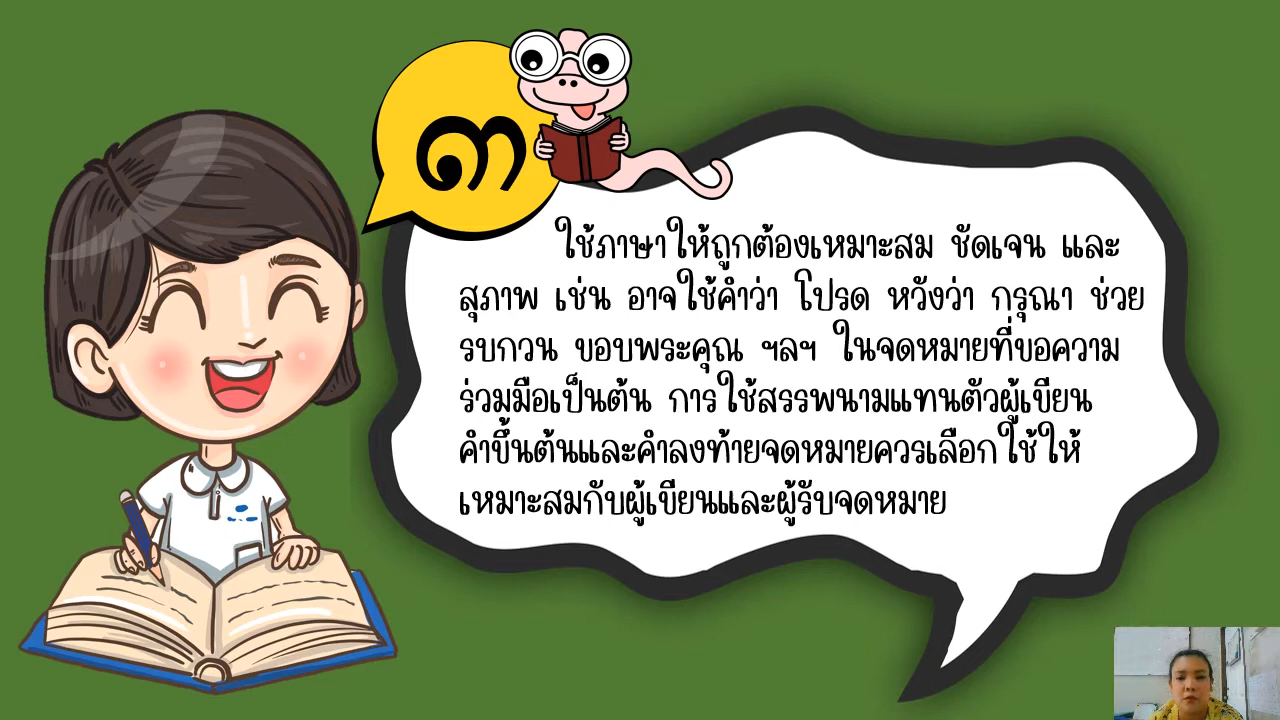 ๓
ใช้ภาษาให้ถูกต้องเหมาะสม ชัดเจน และ
สุภาพ เช่น อาจใช้คำว่า โปรด หวังว่า กรุณา ช่วย
รบกวน ขอบพระคุณ ฯลฯ ในจดหมายที่ขอความ
ร่วมมือเป็นต้น การใช้สรรพนามแทนตัวผู้เขียน
คำขึ้นต้นและคำลงท้ายจดหมายควรเลือกใช้ให้
เหมาะสมกับผู้เขียนและผู้รับจดหมาย